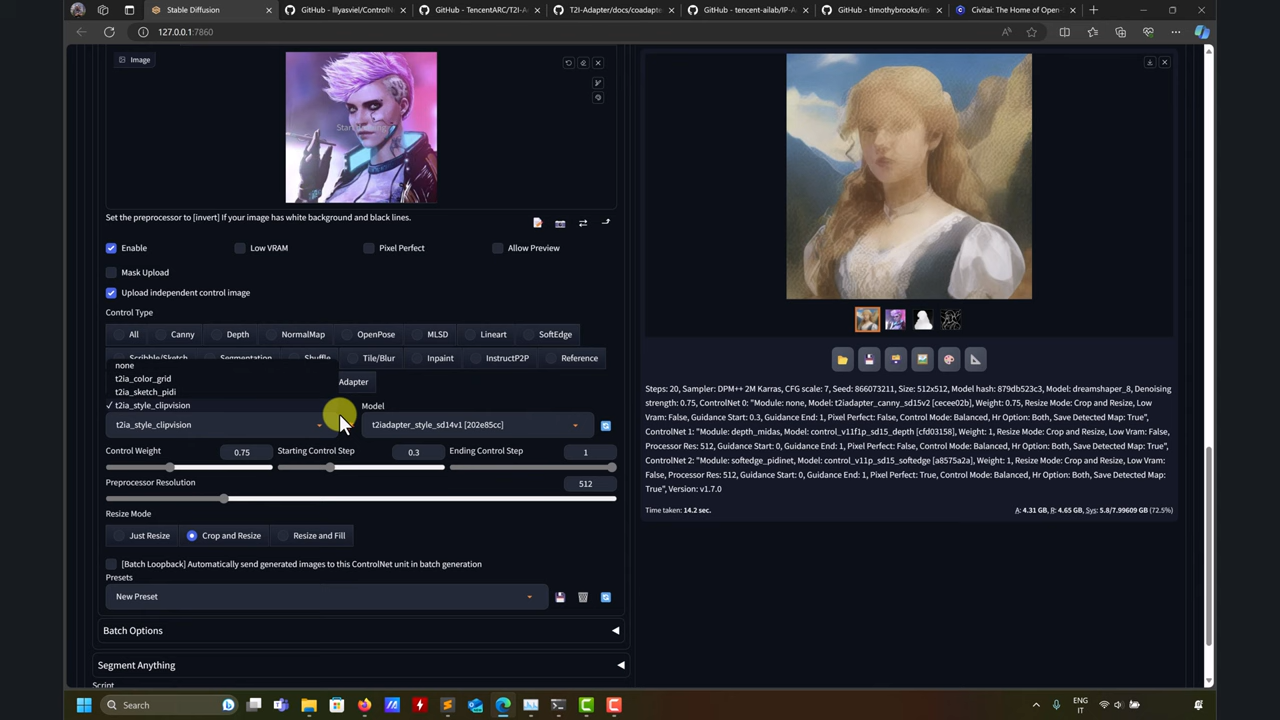 Stable Diffusion
GitHub - Illyasviel/ControlN
GitHub - TencentARC/T2I-A
T2I-Adapter/docs/coadapte
GitHub - tencent-ailab/IP-A
GitHub - timothybrooks/ins
Civitai: The Home of Open-
127.0.0.1:7860
Image
Set the preprocessor to [invert] If your image has white background and black lines.
Enable
Low VRAM
Pixel Perfect
Allow Preview
Mask Upload
Upload independent control image
Control Type
All
Canny
Depth
NormalMap
OpenPose
MLSD
Lineart
SoftEdge
Scribble/Sketch
Segmentation
Shuffle
Tile/Blur
Inpaint
InstructP2P
Reference
none
t2ia_color_grid
t2ia_sketch_pidi
t2ia_style_clipvision
Adapter
Model
t2ia_style_clipvision
t2iadapter_style_sd14v1 [202e85cc]
Control Weight
0.75
Starting Control Step
0.3
Ending Control Step
1
Preprocessor Resolution
512
Resize Mode
Just Resize
Crop and Resize
Resize and Fill
[Batch Loopback] Automatically send generated images to this ControlNet unit in batch generation
Presets
New Preset
Batch Options
Segment Anything
Script
Steps: 20, Sampler: DPM++ 2M Karras, CFG scale: 7, Seed: 866073211, Size: 512x512, Model hash: 879db523c3, Model: dreamshaper_8, Denoising
strength: 0.75, ControlNet 0: "Module: none, Model: t2iadapter_canny_sd15v2 [cecee02b], Weight: 0.75, Resize Mode: Crop and Resize, Low
Vram: False, Guidance Start: 0.3, Guidance End: 1, Pixel Perfect: False, Control Mode: Balanced, Hr Option: Both, Save Detected Map: True",
ControlNet 1: "Module: depth_midas, Model: control_v11f1p_sd15_depth [cfd03158], Weight: 1, Resize Mode: Crop and Resize, Low Vram: False,
Processor Res: 512, Guidance Start: 0, Guidance End: 1, Pixel Perfect: False, Control Mode: Balanced, Hr Option: Both, Save Detected Map: True",
ControlNet 2: "Module: softedge_pidinet, Model: control_v11p_sd15_softedge [a8575a2a], Weight: 1, Resize Mode: Crop and Resize, Low Vram:
False, Processor Res: 512, Guidance Start: 0, Guidance End: 1, Pixel Perfect: True, Control Mode: Balanced, Hr Option: Both, Save Detected Map:
True", Version: v1.7.0
Time taken: 14.2 sec.
A: 4.31 GB, R: 4.65 GB, Sys: 5.8/7.99609 GB (72.5%)
Search
ENG
IT